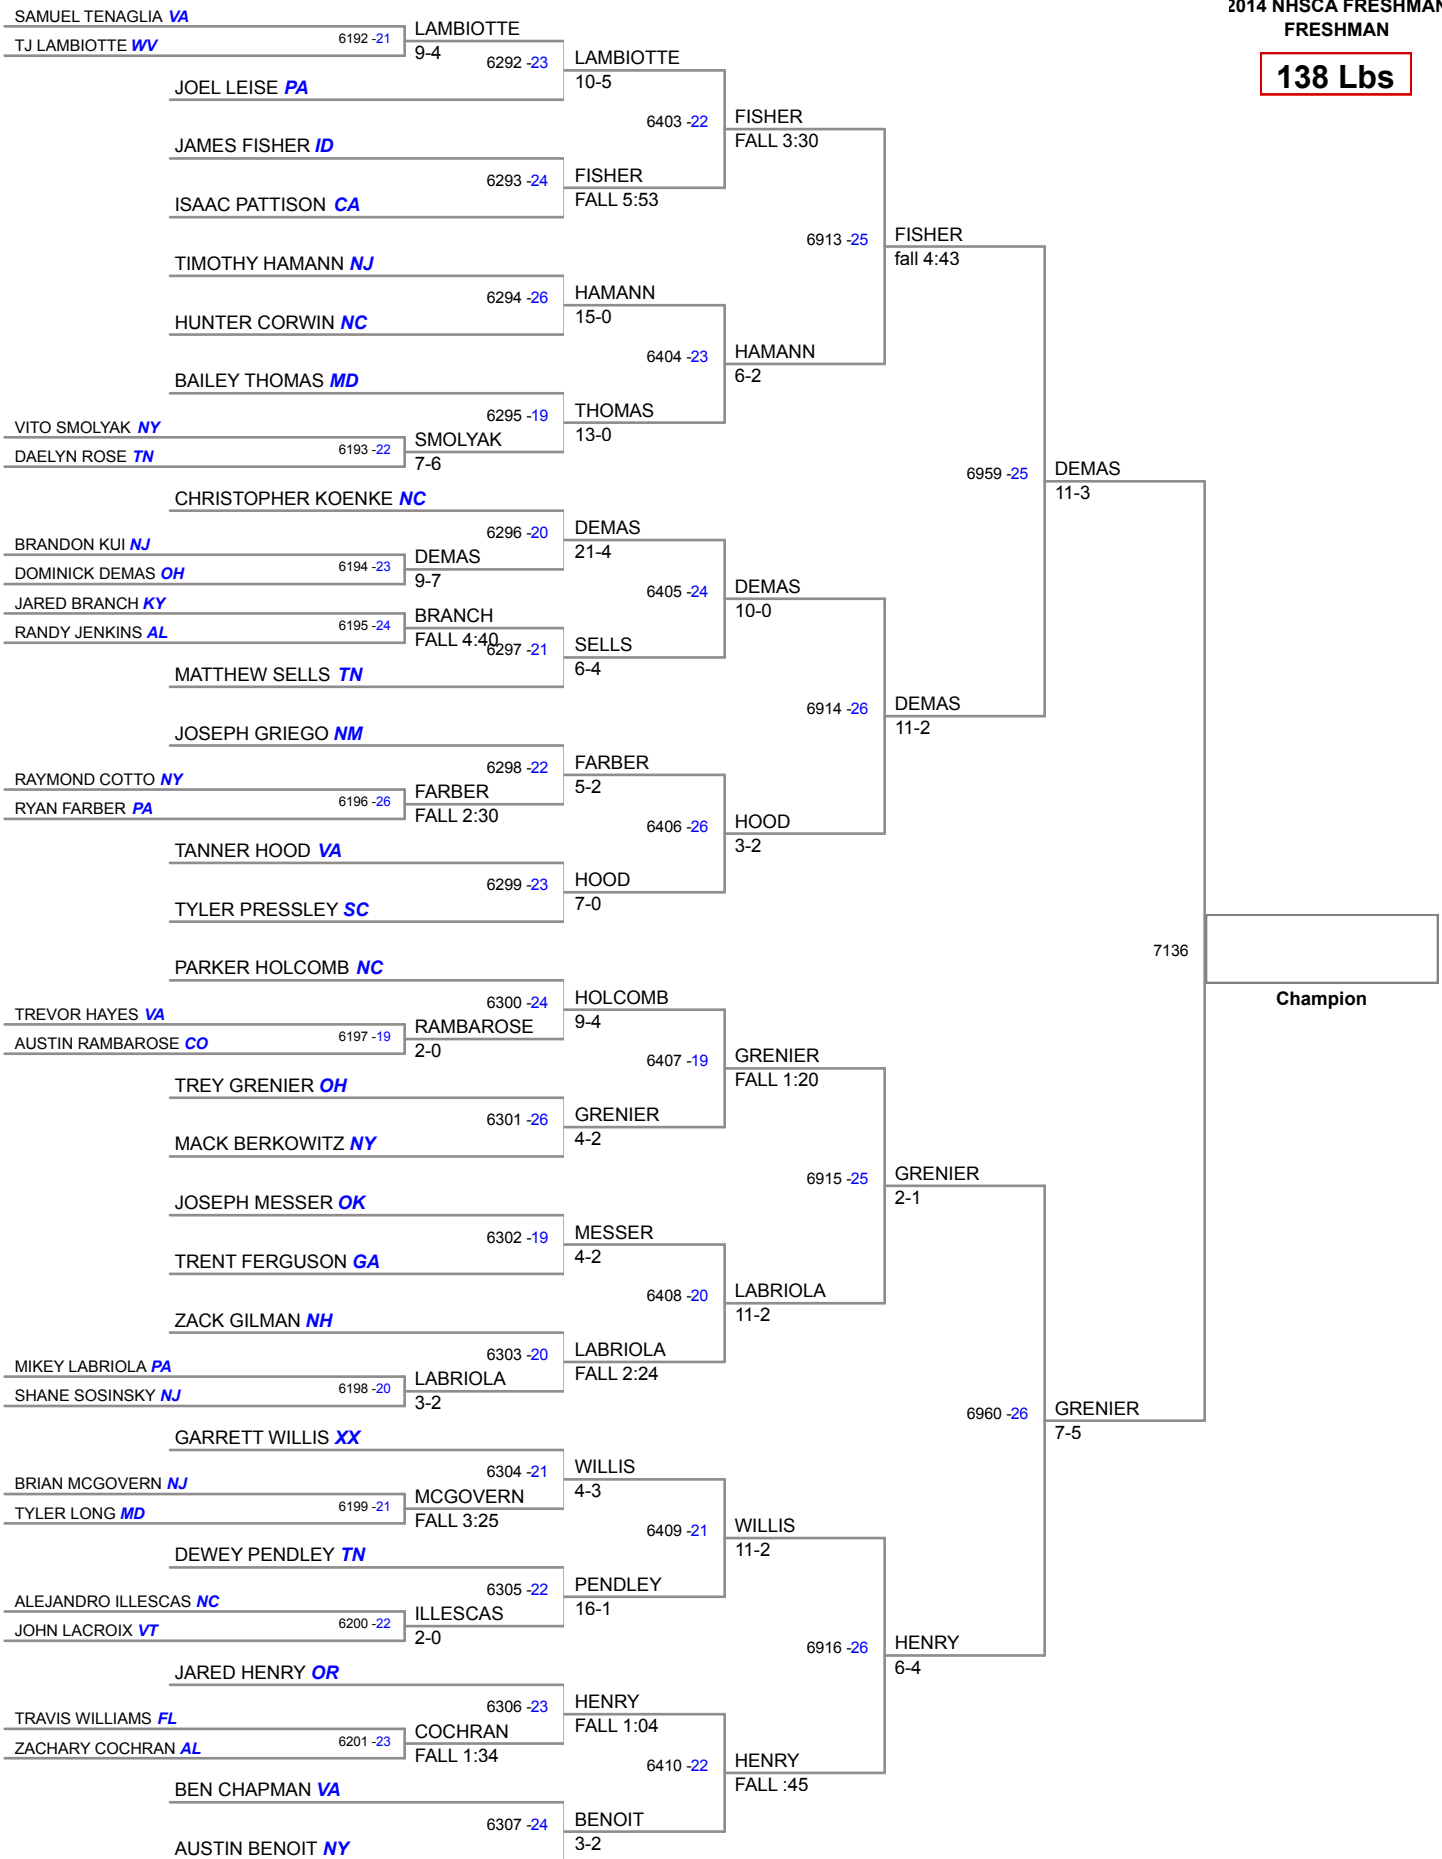 2014 NHSCA FRESHMAN
FRESHMAN
138 Lbs
SAMUEL TENAGLIA VA
TJ LAMBIOTTE WV
6192 -21
LAMBIOTTE
9-4
JOEL LEISE PA
6292 -23
LAMBIOTTE
10-5
JAMES FISHER ID
ISAAC PATTISON CA
6293 -24
FISHER
FALL 5:53
6403 -22
FISHER
FALL 3:30
TIMOTHY HAMANN NJ
HUNTER CORWIN NC
6294 -26
HAMANN
15-0
BAILEY THOMAS MD
VITO SMOLYAK NY
DAELYN ROSE TN
6193 -22
SMOLYAK
7-6
6295 -19
THOMAS
13-0
6404 -23
HAMANN
6-2
6913 -25
FISHER
fall 4:43
CHRISTOPHER KOENKE NC
BRANDON KUI NJ
DOMINICK DEMAS OH
6194 -23
DEMAS
9-7
6296 -20
DEMAS
21-4
JARED BRANCH KY
RANDY JENKINS AL
6195 -24
BRANCH
FALL 4:40
MATTHEW SELLS TN
6297 -21
SELLS
6-4
6405 -24
DEMAS
10-0
JOSEPH GRIEGO NM
RAYMOND COTTO NY
RYAN FARBER PA
6196 -26
FARBER
FALL 2:30
6298 -22
FARBER
5-2
TANNER HOOD VA
TYLER PRESSLEY SC
6299 -23
HOOD
7-0
6406 -26
HOOD
3-2
6914 -26
DEMAS
11-2
6959 -25
DEMAS
11-3
PARKER HOLCOMB NC
TREVOR HAYES VA
AUSTIN RAMBAROSE CO
6197 -19
RAMBAROSE
2-0
6300 -24
HOLCOMB
9-4
TREY GRENIER OH
MACK BERKOWITZ NY
6301 -26
GRENIER
4-2
6407 -19
GRENIER
FALL 1:20
JOSEPH MESSER OK
TRENT FERGUSON GA
6302 -19
MESSER
4-2
ZACK GILMAN NH
MIKEY LABRIOLA PA
SHANE SOSINSKY NJ
6198 -20
LABRIOLA
3-2
6303 -20
LABRIOLA
FALL 2:24
6408 -20
LABRIOLA
11-2
6915 -25
GRENIER
2-1
GARRETT WILLIS XX
BRIAN MCGOVERN NJ
TYLER LONG MD
6199 -21
MCGOVERN
FALL 3:25
6304 -21
WILLIS
4-3
DEWEY PENDLEY TN
ALEJANDRO ILLESCAS NC
JOHN LACROIX VT
6200 -22
ILLESCAS
2-0
6305 -22
PENDLEY
16-1
6409 -21
WILLIS
11-2
JARED HENRY OR
TRAVIS WILLIAMS FL
ZACHARY COCHRAN AL
6201 -23
COCHRAN
FALL 1:34
6306 -23
HENRY
FALL 1:04
BEN CHAPMAN VA
AUSTIN BENOIT NY
6307 -24
BENOIT
3-2
6410 -22
HENRY
FALL :45
6916 -26
HENRY
6-4
6960 -26
GRENIER
7-5
7136
Champion